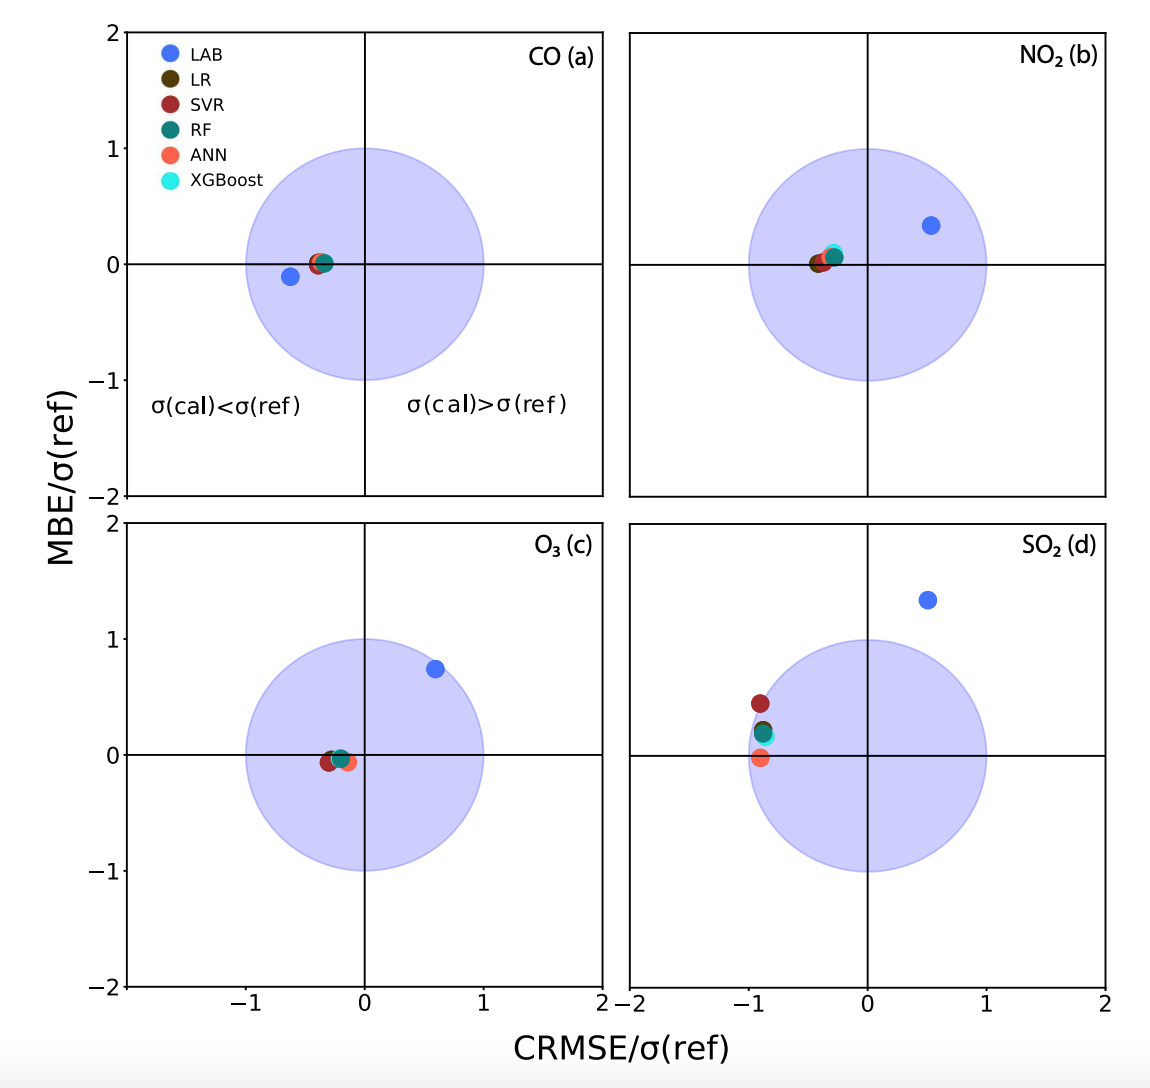 CO (a)
LAB
LR
SVR
RF
ANN
XGBoost
2
1
0
−1
−2
σ(cal)<σ(ref)
σ(cal)>σ(ref)
NO₂ (b)
MBE/σ(ref)
O₃ (c)
2
1
0
−1
−2
−1
0
1
2
SO₂ (d)
−2
−1
0
1
2
CRMSE/σ(ref)